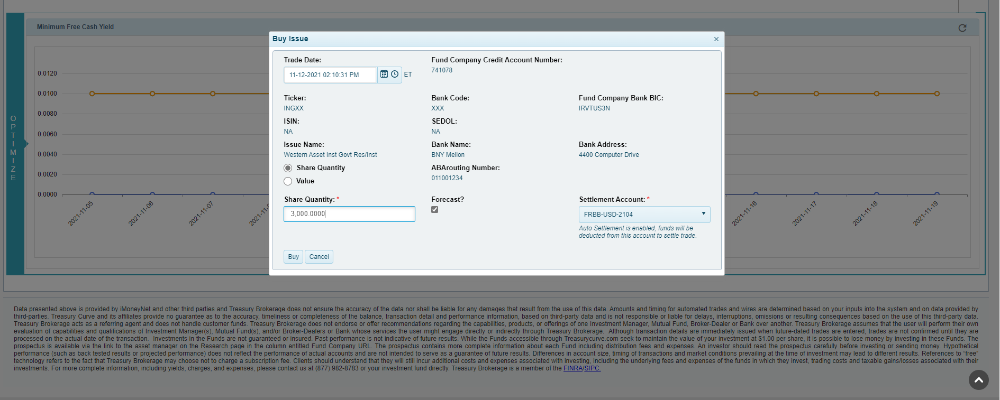 Minimum Free Cash Yield
OPTIMIZE
0.0120
0.0100
0.0080
0.0060
0.0040
0.0020
0.0000
2021-11-05
2021-11-06
2021-11-07
2021-11-
2021-11-16
2021-11-17
2021-11-18
2021-11-19
Buy Issue
×
Trade Date:
11-12-2021 02:10:31 PM ET
Fund Company Credit Account Number:
741078
Ticker:
INGXX
Bank Code:
XXX
Fund Company Bank BIC:
IRVTUS3N
ISIN:
NA
SEDOL:
NA
Issue Name:
Western Asset Inst Govt Res/Inst
Bank Name:
BNY Mellon
Bank Address:
4400 Computer Drive
Share Quantity
Value
ABArouting Number:
011001234
Share Quantity: *
3,000.0000
Forecast?
Settlement Account: *
FRBB-USD-2104
Auto Settlement is enabled, funds will be
deducted from this account to settle trade.
Buy Cancel
Data presented above is provided by iMoneyNet and other third parties and Treasury Brokerage does not ensure the accuracy of the data nor shall be liable for any damages that result from the use of this data. Amounts and timing for automated trades and wires are determined based on your inputs into the system and on data provided by
third-parties. Treasury Curve and its affiliates provide no guarantee as to the accuracy, timeliness or completeness of the balance, transaction detail and performance information, based on third-party data and is not responsible or liable for delays, interruptions, omissions or resulting consequences based on the use of this third-party data.
Treasury Brokerage acts as a referring agent and does not handle customer funds. Treasury Brokerage does not endorse or offer recommendations regarding the capabilities, products, or offerings of one Investment Manager, Mutual Fund, Broker-Dealer or Bank over another. Treasury Brokerage assumes that the user will perform their own
evaluation of capabilities and qualifications of Investment Manager(s), Mutual Fund(s), and/or Broker-Dealers or Bank whose services the user might engage directly or indirectly through Treasury Brokerage. Although transaction details are immediately issued when future-dated trades are entered, trades are not confirmed until they are
processed on the actual date of the transaction. Investments in the Funds are not guaranteed or insured. Past performance is not indicative of future results. While the Funds accessible through Treasurycurve.com seek to maintain the value of your investment at $1.00 per share, it is possible to lose money by investing in these Funds. The
prospectus is available via the link to the asset manager on the Research page in the column entitled Fund Company URL. The prospectus contains more complete information about each Fund including distribution fees and expenses. An investor should read the prospectus carefully before investing or sending money. Hypothetical
performance (such as back tested results or projected performance) does not reflect the performance of actual accounts and are not intended to serve as a guarantee of future results. Differences in account size, timing of transactions and market conditions prevailing at the time of investment may lead to different results. References to “free”
technology refers to the fact that Treasury Brokerage may choose not to charge a subscription fee. Clients should understand that they will still incur additional costs and expenses associated with investing, including the underlying fees and expenses of the funds in which they invest, trading costs and taxable gains/losses associated with their
investments. For more complete information, including yields, charges, and expenses, please contact us at (877) 982-8783 or your investment fund directly. Treasury Brokerage is a member of the FINRA/SIPC.